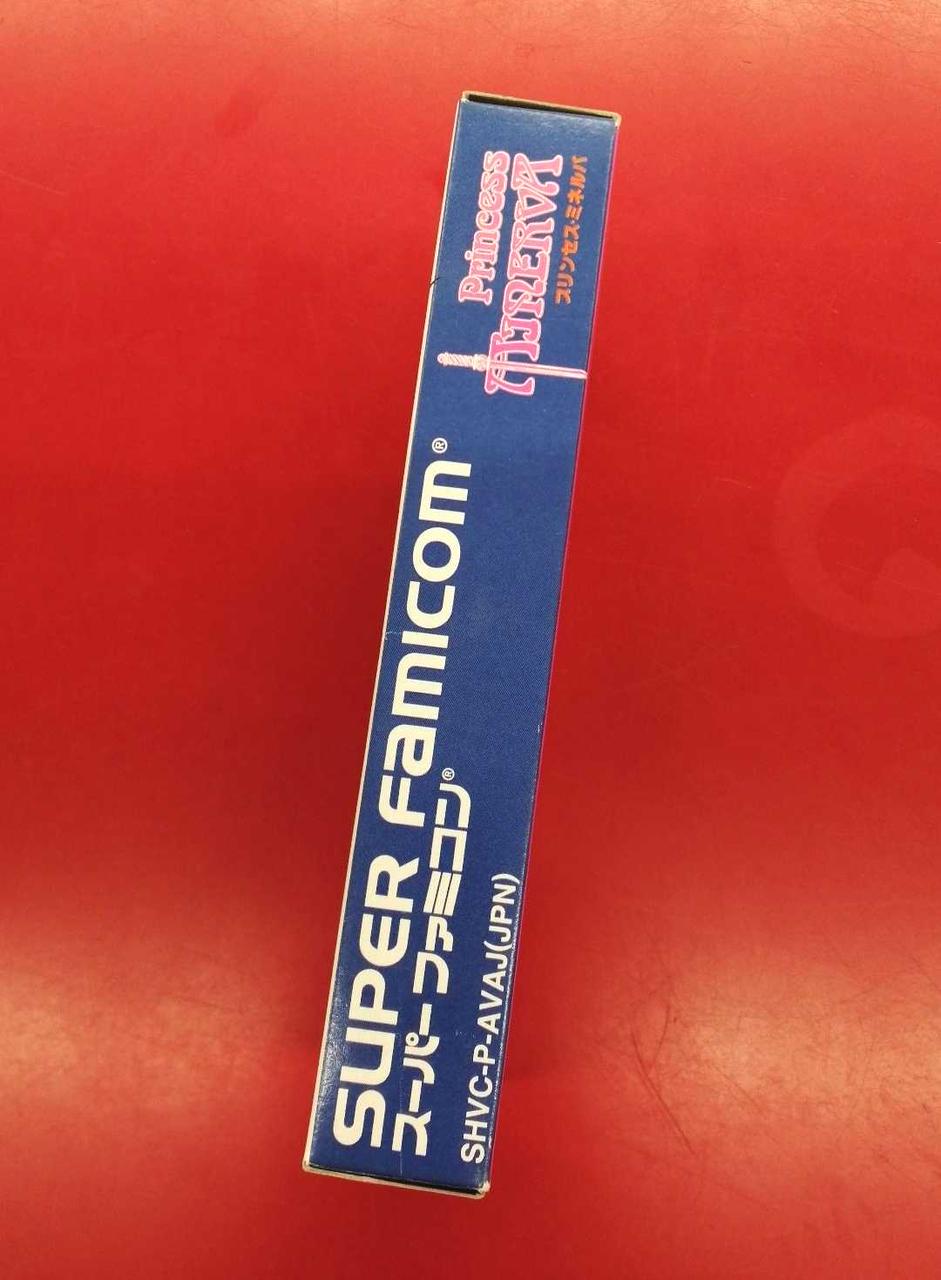 SUPER Famicom®
スーパーファミコン®
SHVC-P-AVAJ(JPN)
Princess
MINERVA
プリンセス・ミネルバ